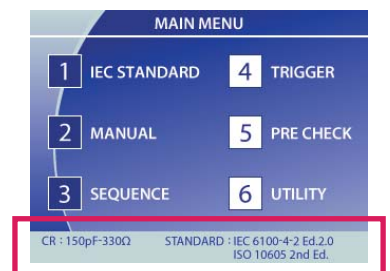 MAIN MENU
1 IEC STANDARD
4 TRIGGER
2 MANUAL
5 PRE CHECK
3 SEQUENCE
6 UTILITY
CR : 150pF-330Ω STANDARD : IEC 6100-4-2 Ed.2.0
ISO 10605 2nd Ed.